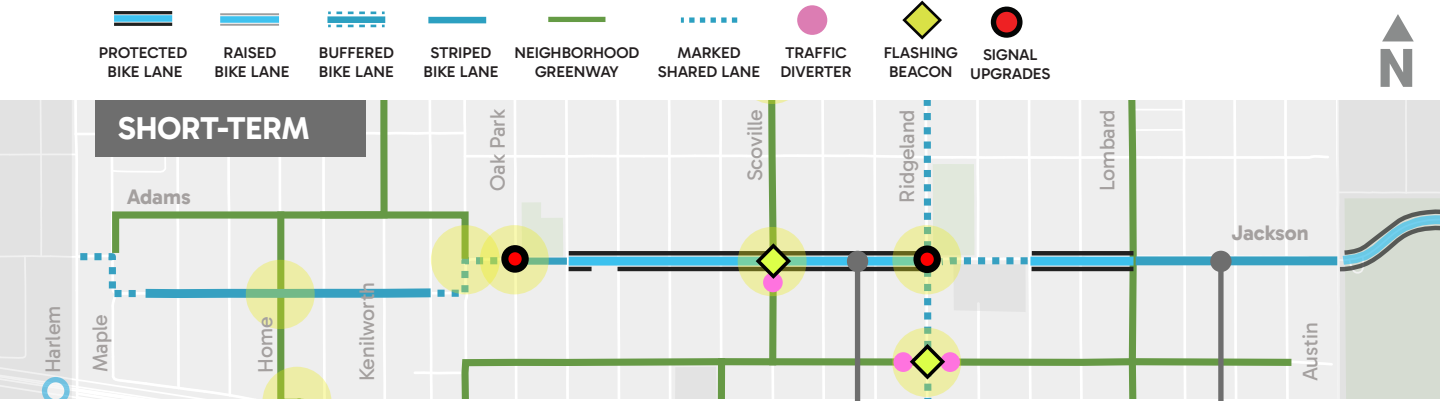 PROTECTED
BIKE LANE
RAISED
BIKE LANE
BUFFERED
BIKE LANE
STRIPED
BIKE LANE
NEIGHBORHOOD
GREENWAY
MARKED
SHARED LANE
TRAFFIC
DIVERTER
FLASHING
BEACON
SIGNAL
UPGRADES
N
SHORT-TERM
Oak Park
Scoville
Ridgeland
Lombard
Adams
Jackson
Harlem
Maple
Home
Kenilworth
Austin